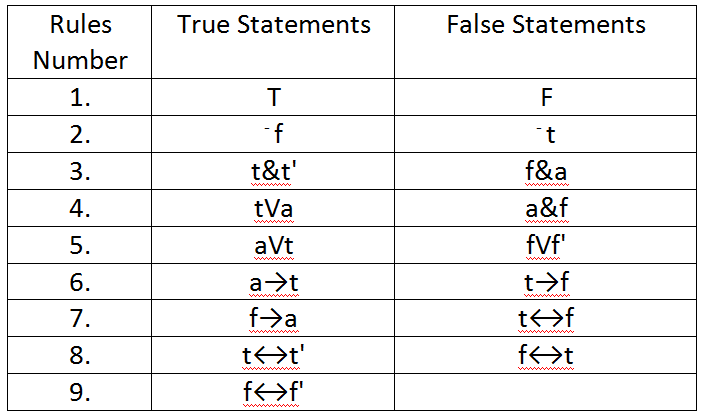 Rules Number True Statements False Statements
1. T F
2. ⁻f ⁻t
3. t&t' f&a
4. tVa a&f
5. aVt fVf'
6. a→t t→f
7. f→a t↔f
8. t↔t' f↔t
9. f↔f'